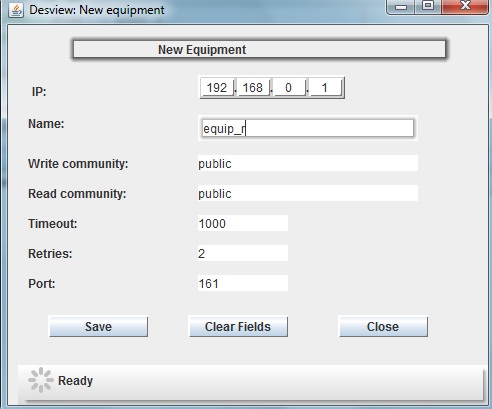 Desview: New equipment
New Equipment
IP: 192.168.0.1
Name: equip_r
Write community: public
Read community: public
Timeout: 1000
Retries: 2
Port: 161
Save Clear Fields Close
Ready